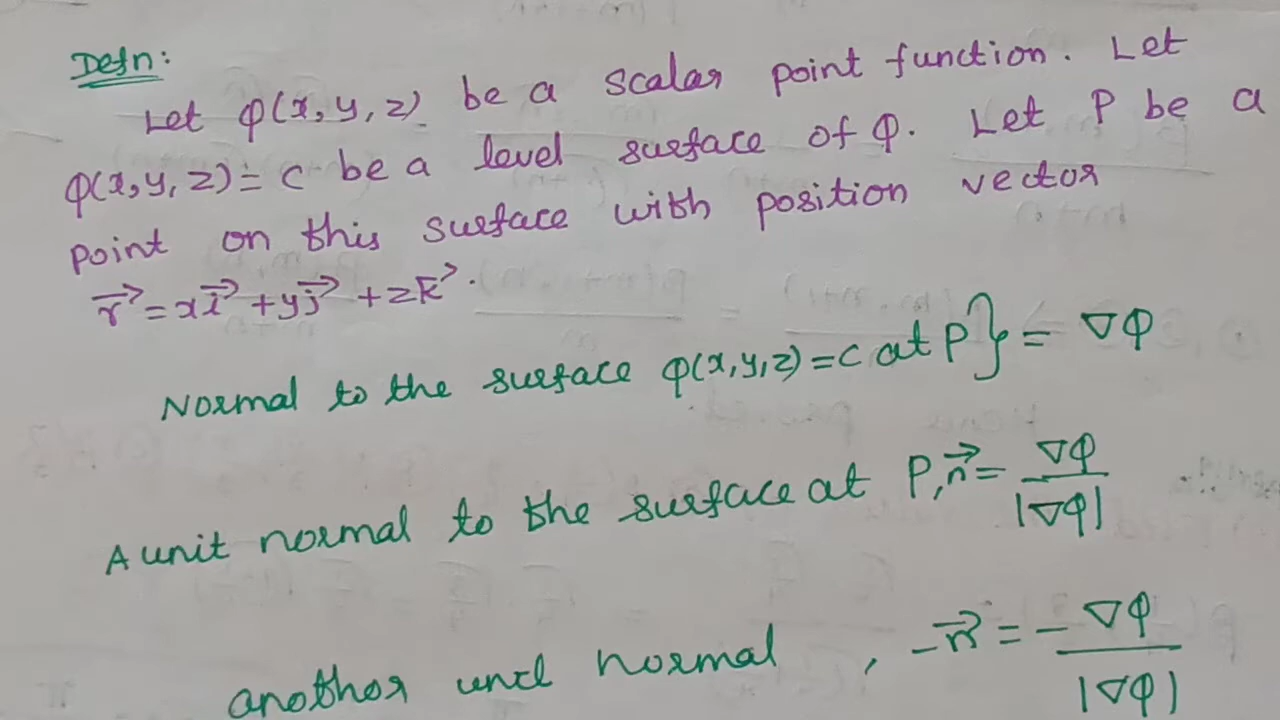 Defn:
Let φ(x, y, z) be a scalar point function. Let
φ(x, y, z) = c be a level surface of φ. Let P be a
point on this surface with position vector
r⃗ = xi⃗ + yj⃗ + zk⃗.
Normal to the surface φ(x, y, z) = c at P} = ∇φ
A unit normal to the surface at P, n⃗ = ∇φ / |∇φ|
another unit normal, -n⃗ = - ∇φ / |∇φ|